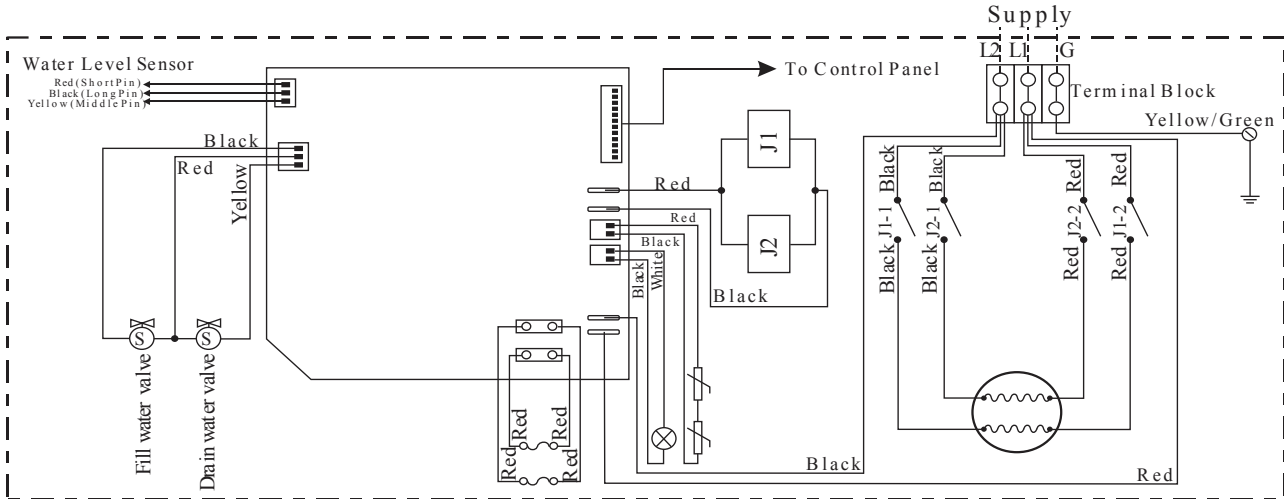 Supply
L2 L1 G
Water Level Sensor
Red(ShortPin)
Black(LongPin)
Yellow(MiddlePin)
To Control Panel
Terminal Block
Yellow/Green
Black
Red
Yellow
J1
J2
Red
Red
Black
Black
White
Black
Black
Black
Red
Red
J1-1
J2-1
J2-2
J1-2
Black
Black
Red
Red
S
S
Fill water valve
Drain water valve
Red
Red
Red
Red
Black
Red